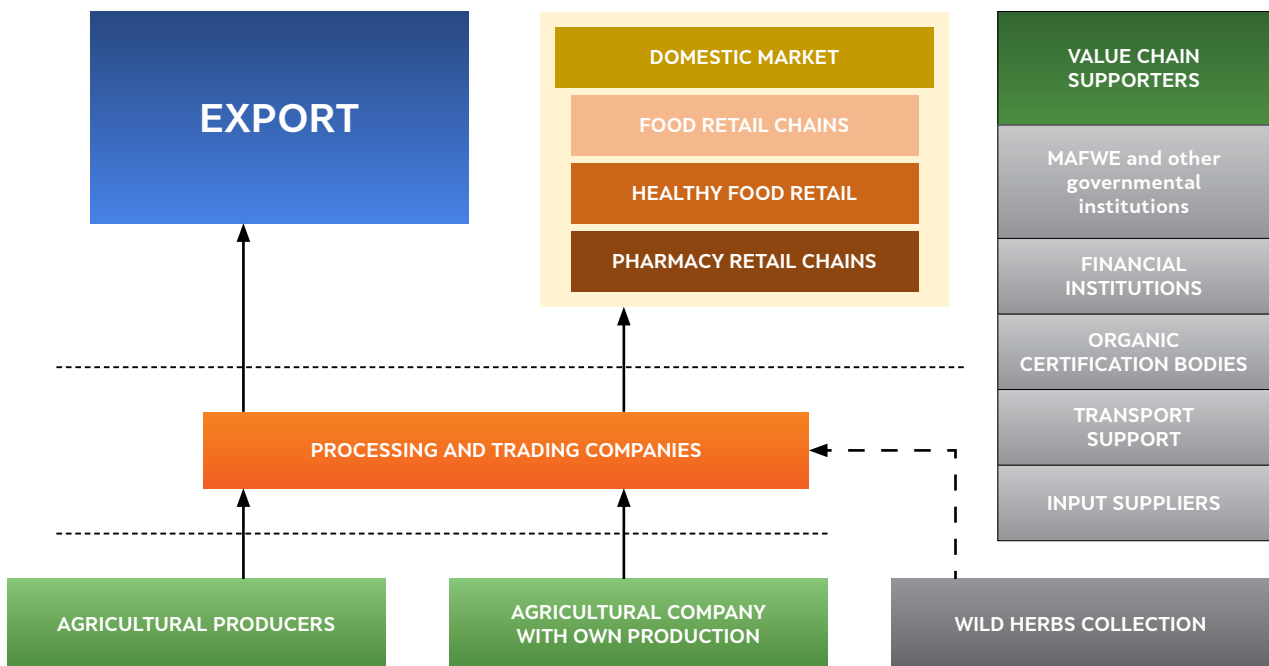 EXPORT
DOMESTIC MARKET
FOOD RETAIL CHAINS
HEALTHY FOOD RETAIL
PHARMACY RETAIL CHAINS
VALUE CHAIN
SUPPORTERS
MAFWE and other
governmental
institutions
FINANCIAL
INSTITUTIONS
ORGANIC
CERTIFICATION BODIES
TRANSPORT
SUPPORT
INPUT SUPPLIERS
PROCESSING AND TRADING COMPANIES
AGRICULTURAL PRODUCERS
AGRICULTURAL COMPANY
WITH OWN PRODUCTION
WILD HERBS COLLECTION